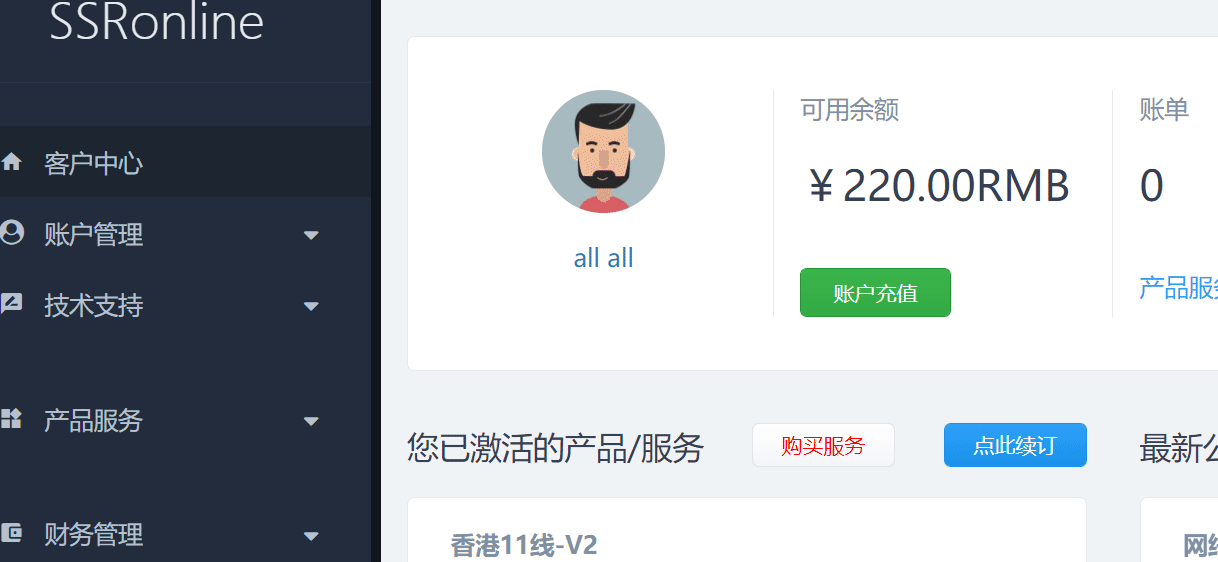 SSRonline
客户中心
账户管理
技术支持
产品服务
财务管理
all all
可用余额
￥220.00RMB
账户充值
账单
0
产品服务
您已激活的产品/服务
购买服务
点此续订
最新公
香港11线-V2
网络